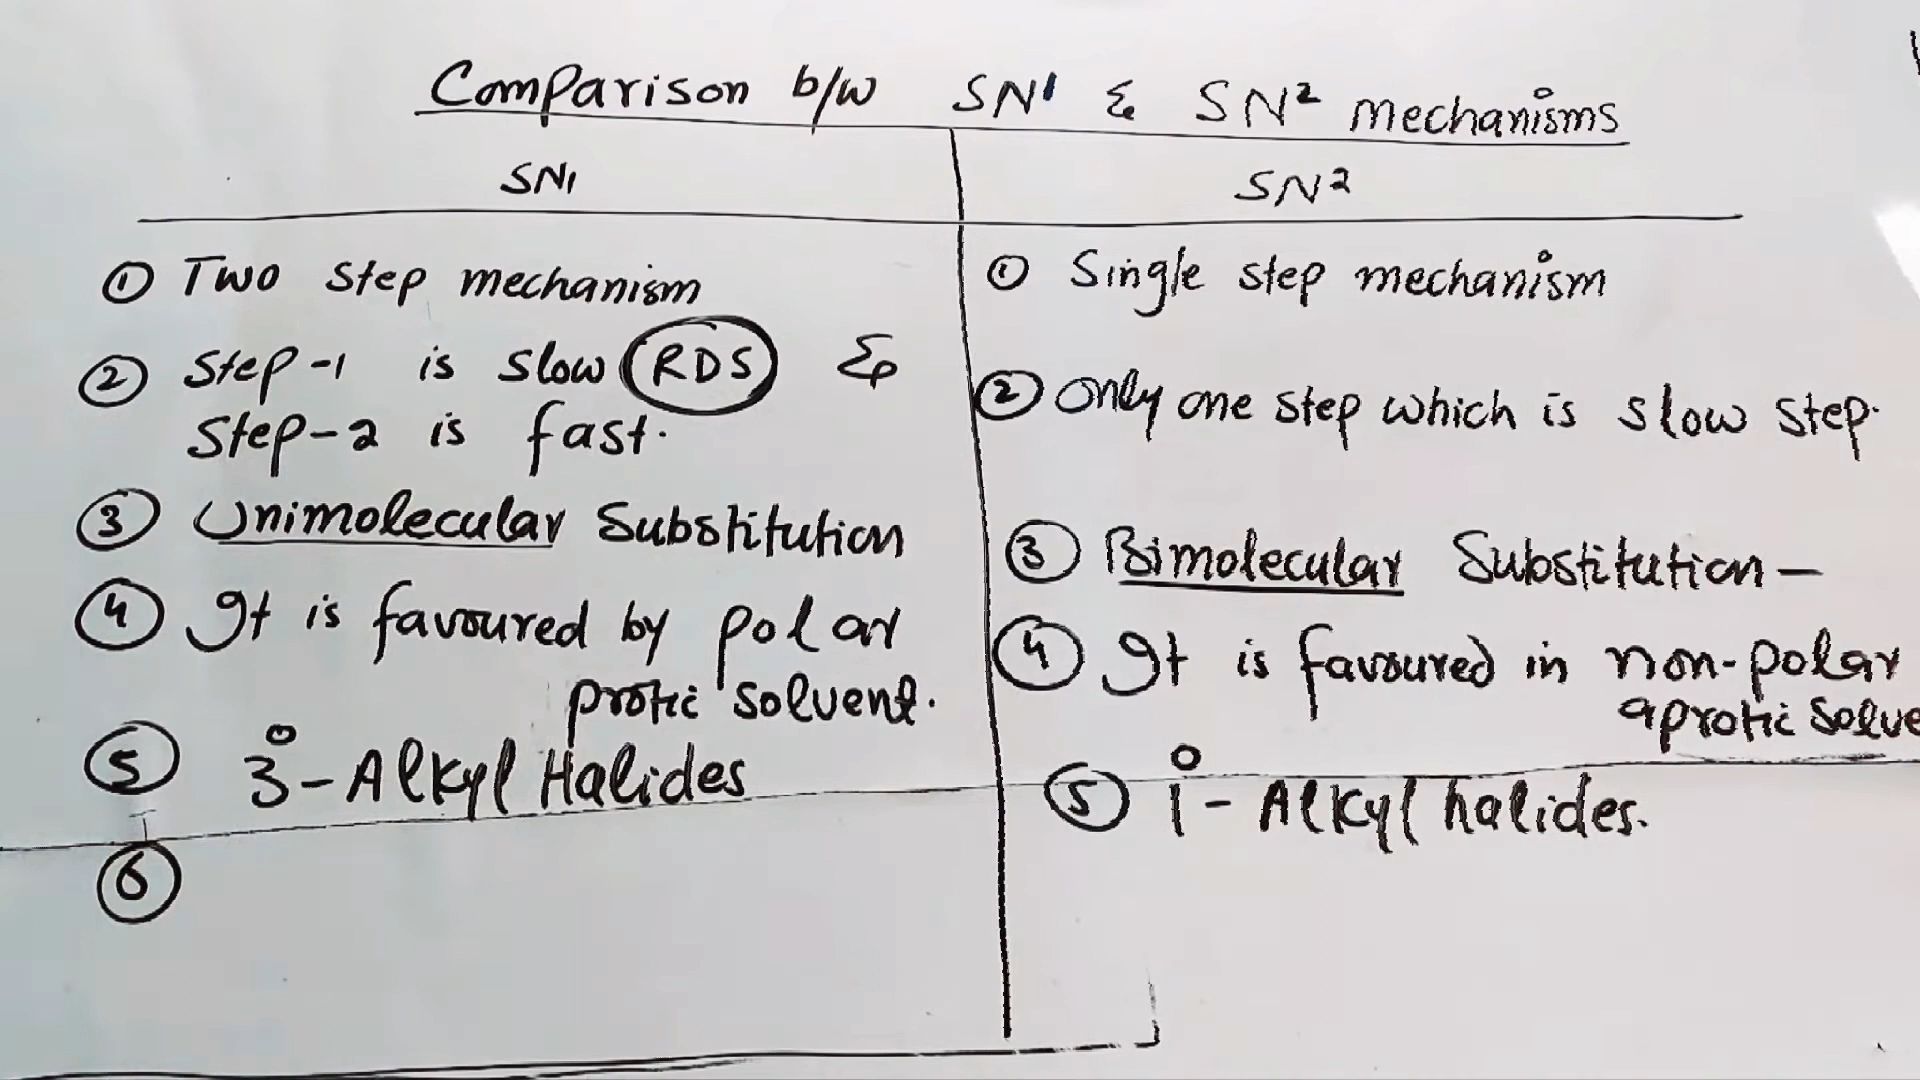 Comparison b/w SN1 & SN2 mechanisms
SN1
① Two step mechanism
② Step-1 is slow (RDS) &
Step-2 is fast.
③ Unimolecular Substitution
④ It is favoured by polar
protic solvent.
⑤ 3°-Alkyl Halides
⑥
SN2
① Single step mechanism
② Only one step which is slow step.
③ Bimolecular Substitution-
④ It is favoured in non-polar
aprotic Solve
⑤ 1°- Alkyl halides.